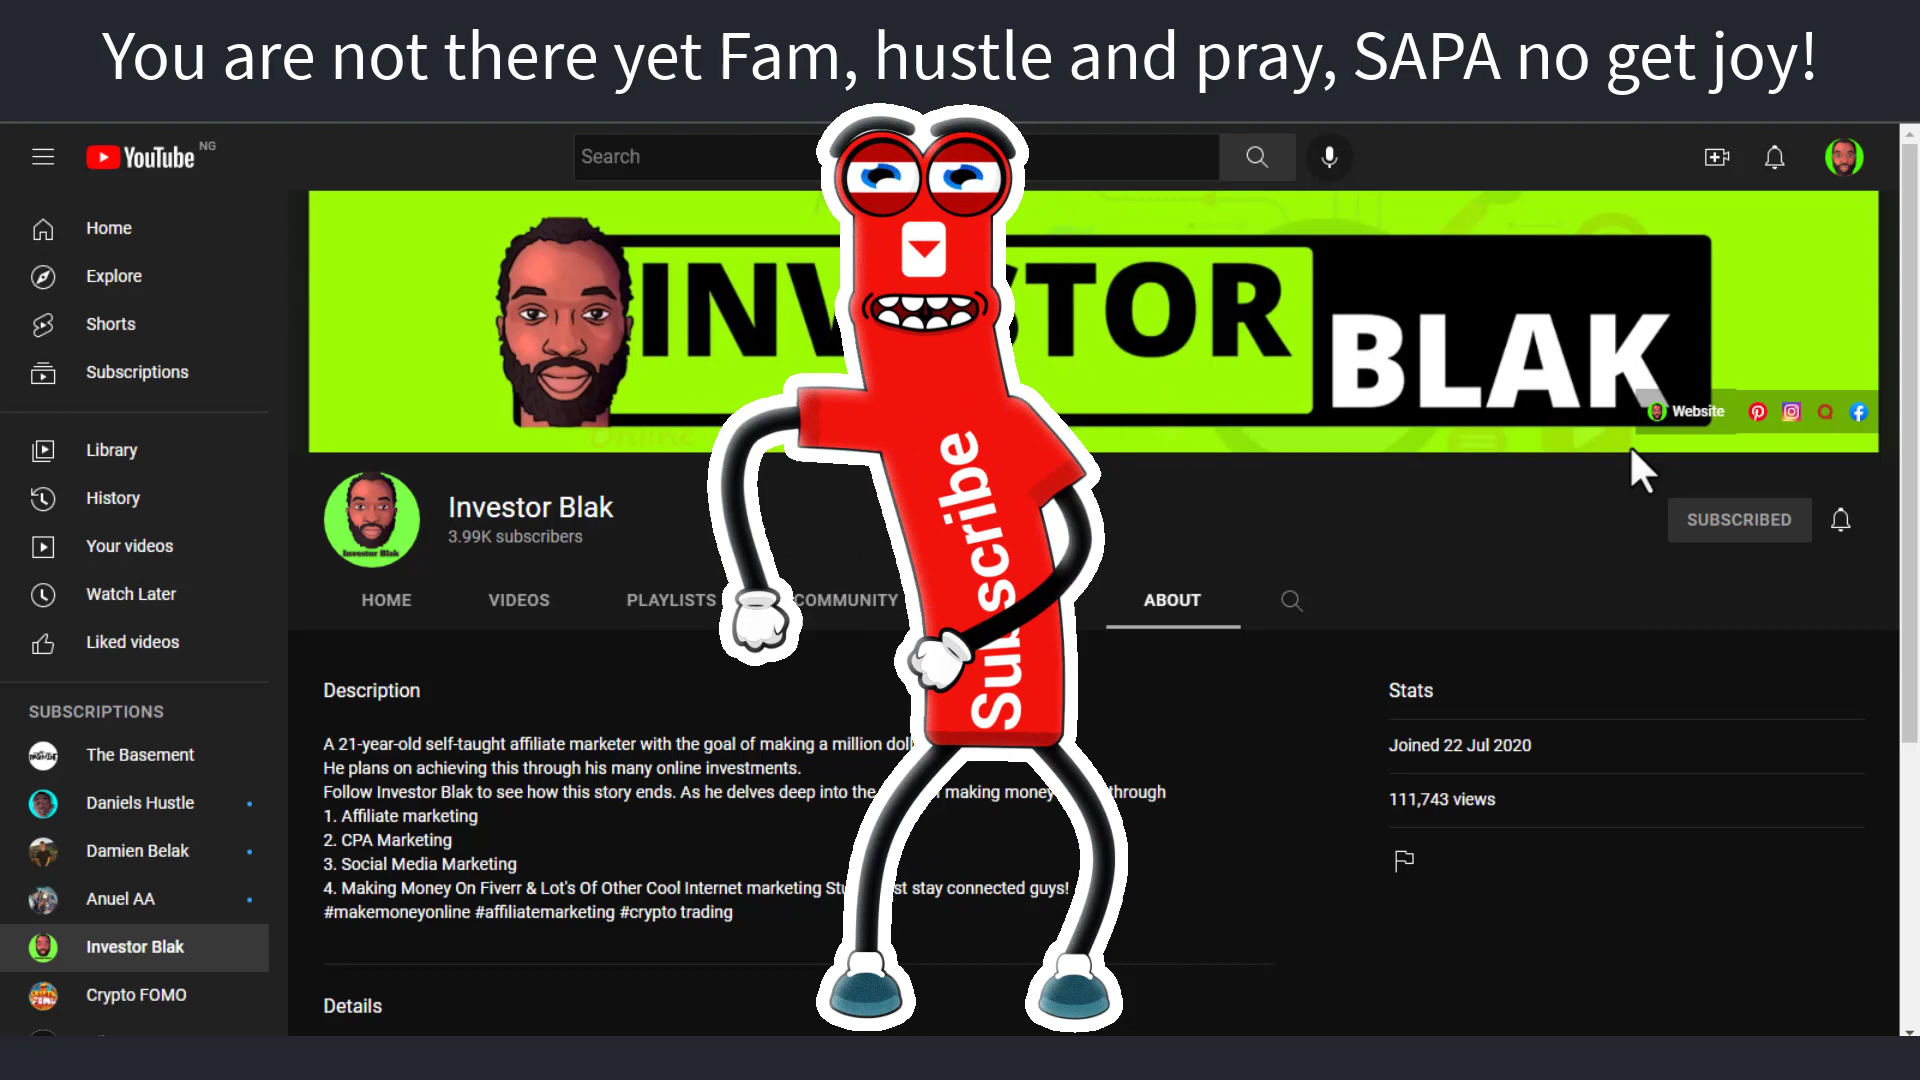 You are not there yet Fam, hustle and pray, SAPA no get joy!
YouTube NG
Search
Home
Explore
Shorts
Subscriptions
Library
History
Your videos
Watch Later
Liked videos
SUBSCRIPTIONS
The Basement
Daniels Hustle
Damien Belak
Anuel AA
Investor Blak
Crypto FOMO
INV STOR
BLAK
Website
Investor Blak
Investor Blak
3.99K subscribers
SUBSCRIBED
HOME VIDEOS PLAYLISTS COMMUNITY ABOUT
Subscribe
Description
A 21-year-old self-taught affiliate marketer with the goal of making a million
He plans on achieving this through his many online investments.
Follow Investor Blak to see how this story ends. As he delves deep into the making money through
1. Affiliate marketing
2. CPA Marketing
3. Social Media Marketing
4. Making Money On Fiverr & Lot's Of Other Cool Internet marketing stay connected guys!
#makemoneyonline #affiliatemarketing #crypto trading
Details
Stats
Joined 22 Jul 2020
111,743 views